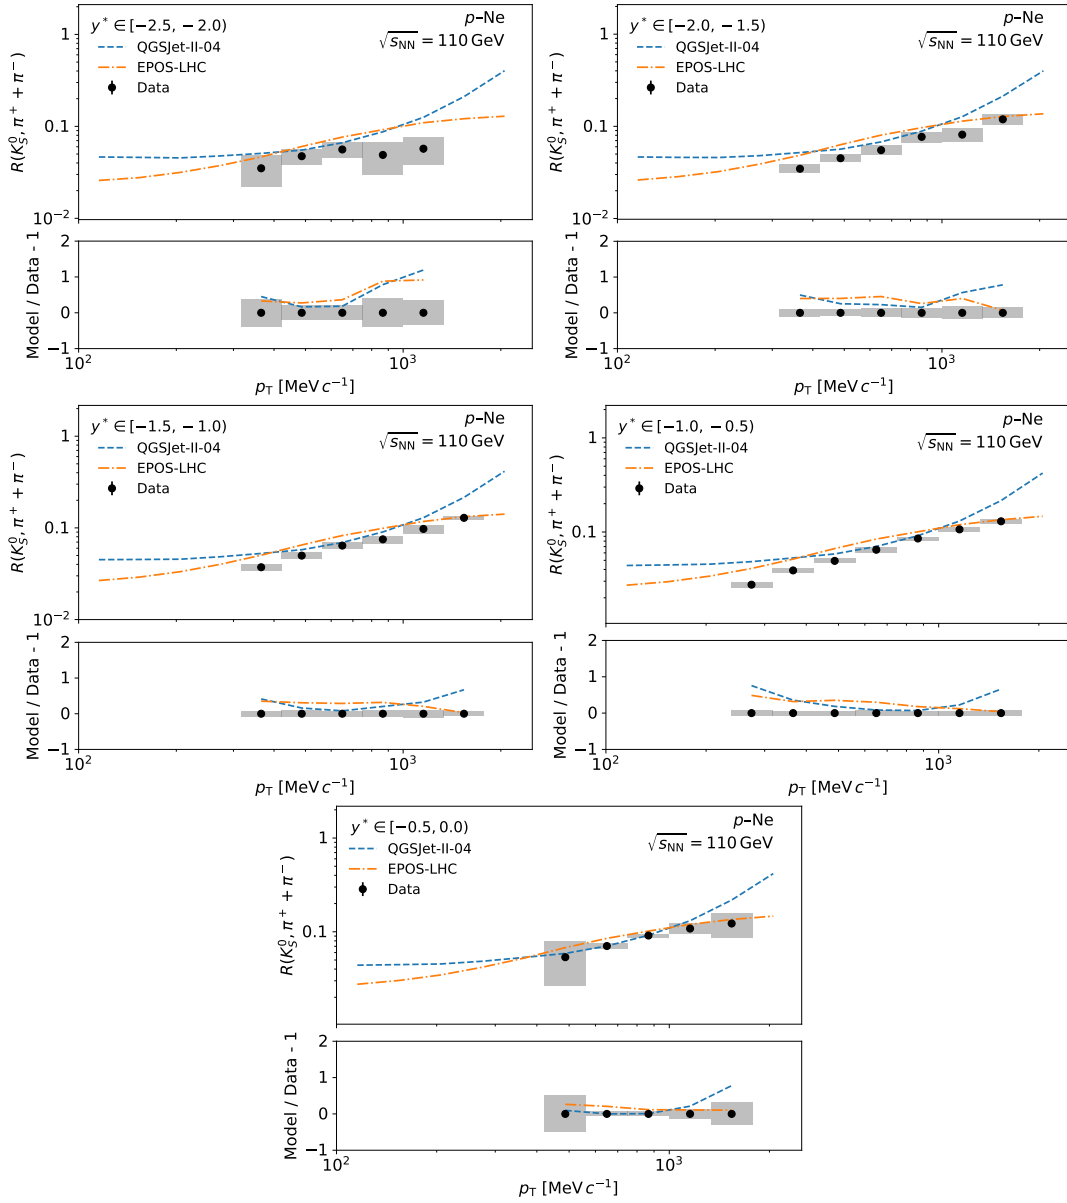 y* ∈ [−2.5, −2.0)
p–Ne
√sNN = 110 GeV
QGSJet-II-04
EPOS-LHC
Data
R(K⁰S, π⁺ + π⁻)
1
0.1
10⁻²
Model / Data - 1
2
1
0
−1
10²
10³
pT [MeV c⁻¹]
y* ∈ [−2.0, −1.5)
p–Ne
√sNN = 110 GeV
QGSJet-II-04
EPOS-LHC
Data
R(K⁰S, π⁺ + π⁻)
1
0.1
10⁻²
Model / Data - 1
2
1
0
−1
10²
10³
pT [MeV c⁻¹]
y* ∈ [−1.5, −1.0)
p–Ne
√sNN = 110 GeV
QGSJet-II-04
EPOS-LHC
Data
R(K⁰S, π⁺ + π⁻)
1
0.1
10⁻²
Model / Data - 1
2
1
0
−1
10²
10³
pT [MeV c⁻¹]
y* ∈ [−1.0, −0.5)
p–Ne
√sNN = 110 GeV
QGSJet-II-04
EPOS-LHC
Data
R(K⁰S, π⁺ + π⁻)
1
0.1
Model / Data - 1
2
1
0
−1
10²
10³
pT [MeV c⁻¹]
y* ∈ [−0.5, 0.0)
p–Ne
√sNN = 110 GeV
QGSJet-II-04
EPOS-LHC
Data
R(K⁰S, π⁺ + π⁻)
1
0.1
Model / Data - 1
2
1
0
−1
10²
10³
pT [MeV c⁻¹]